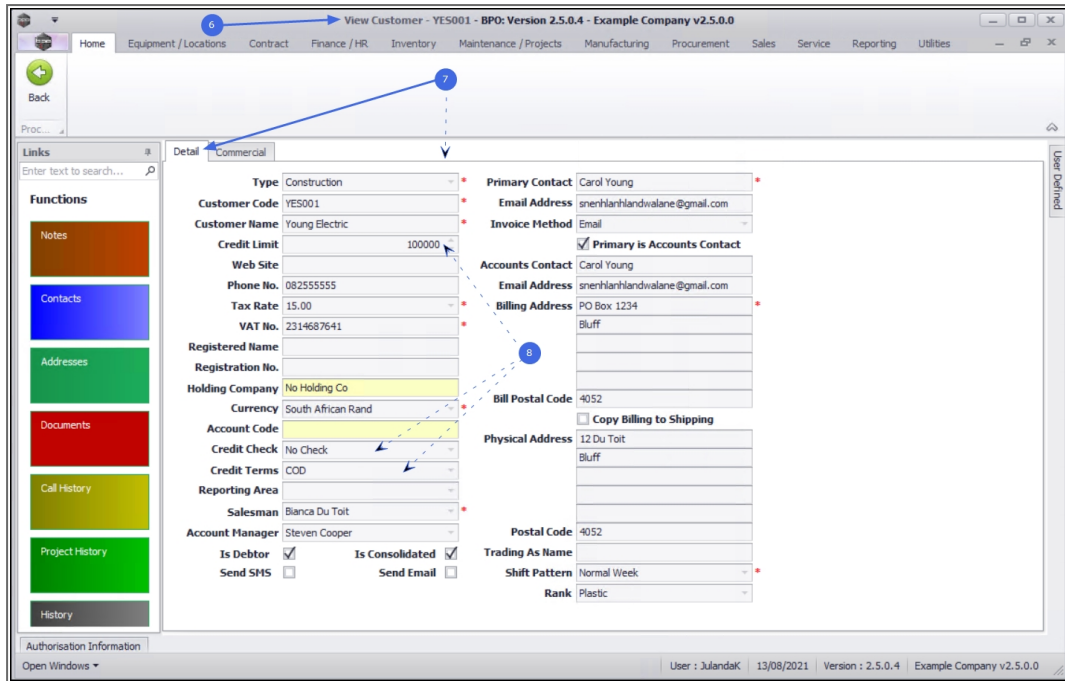 6
View Customer - YES001 - BPO: Version 2.5.0.4 - Example Company v2.5.0.0
Home Equipment / Locations Contract Finance / HR Inventory Maintenance / Projects Manufacturing Procurement Sales Service Reporting Utilities
Back
7
Proc...
Links
Enter text to search...
Functions
Notes
Contacts
Addresses
Documents
Call History
Project History
History
Detail Commercial
Type Construction *
Customer Code YES001 *
Customer Name Young Electric *
Credit Limit 100000
Web Site
Phone No. 082555555
Tax Rate 15.00 *
VAT No. 2314687641 *
Registered Name
Registration No.
Holding Company No Holding Co
Currency South African Rand *
Account Code
Credit Check No Check
Credit Terms COD
Reporting Area
Salesman Bianca Du Toit *
Account Manager Steven Cooper
Is Debtor Is Consolidated
Send SMS Send Email
8
Primary Contact Carol Young *
Email Address snenhlanhlandwalane@gmail.com
Invoice Method Email
Primary is Accounts Contact
Accounts Contact Carol Young
Email Address snenhlanhlandwalane@gmail.com
Billing Address PO Box 1234 *
Bluff
Bill Postal Code 4052
Copy Billing to Shipping
Physical Address 12 Du Toit
Bluff
Postal Code 4052
Trading As Name
Shift Pattern Normal Week *
Rank Plastic
User Defined
Authorisation Information
Open Windows User : JulandaK 13/08/2021 Version : 2.5.0.4 Example Company v2.5.0.0